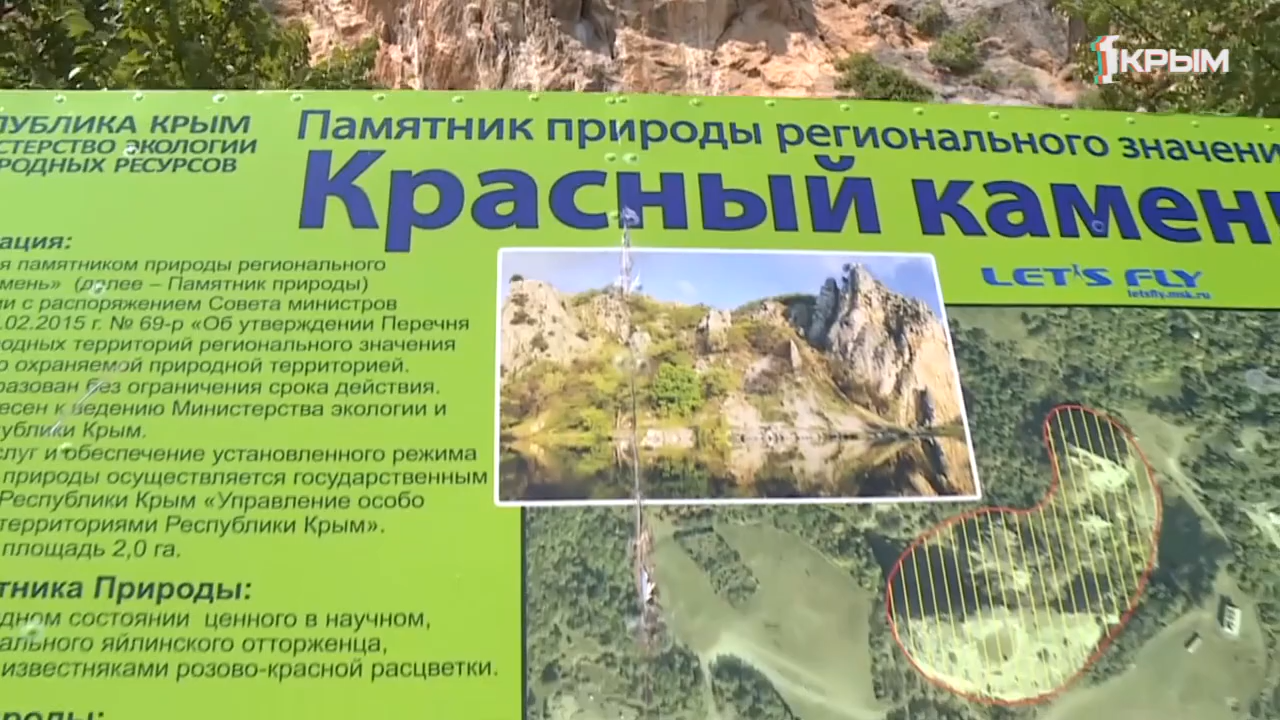 1КРЫМ
ПУБЛИКА КРЫМ
СТЕРСТВО ЭКОЛОГИИ
РОДНЫХ РЕСУРСОВ
Памятник природы регионального значени
Красный камень
ация:
я памятником природы регионального
мень» (далее – Памятник природы)
и с распоряжением Совета министров
.02.2015 г. № 69-р «Об утверждении Перечня
одных территорий регионального значения
о охраняемой природной территорией.
разован без ограничения срока действия.
есен к ведению Министерства экологии и
ублики Крым.
слуг и обеспечение установленного режима
природы осуществляется государственным
Республики Крым «Управление особо
территориями Республики Крым».
площадь 2,0 га.
тника Природы:
дном состоянии ценного в научном,
ального яйлинского отторженца,
известняками розово-красной расцветки.
роды:
LET'S FLY
letsfly.msk.ru